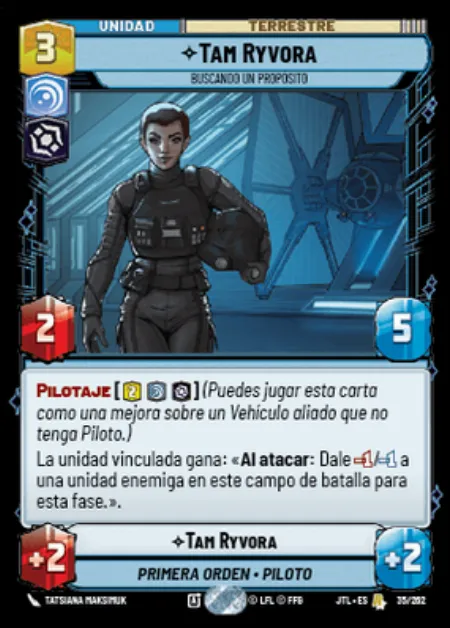 UNIDAD
TERRESTRE
3
TAM RYVORA
BUSCANDO UN PROPÓSITO
2
5
PILOTAJE [2] (Puedes jugar esta carta
como una mejora sobre un Vehículo aliado que no
tenga Piloto.)
La unidad vinculada gana: «Al atacar: Dale -1/-1 a
una unidad enemiga en este campo de batalla para
esta fase.».
+2
TAM RYVORA
+2
PRIMERA ORDEN • PILOTO
TATSIANA MAKSIMUK
© LFL © FFG
JTL • ES
35/262